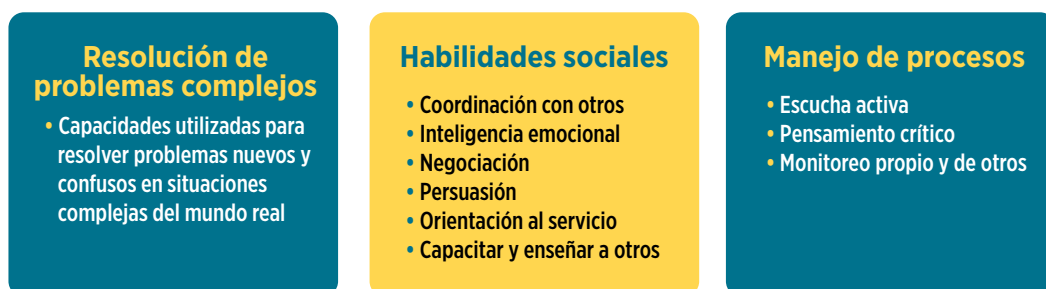 Resolución de
problemas complejos
• Capacidades utilizadas para
resolver problemas nuevos y
confusos en situaciones
complejas del mundo real
Habilidades sociales
• Coordinación con otros
• Inteligencia emocional
• Negociación
• Persuasión
• Orientación al servicio
• Capacitar y enseñar a otros
Manejo de procesos
• Escucha activa
• Pensamiento crítico
• Monitoreo propio y de otros